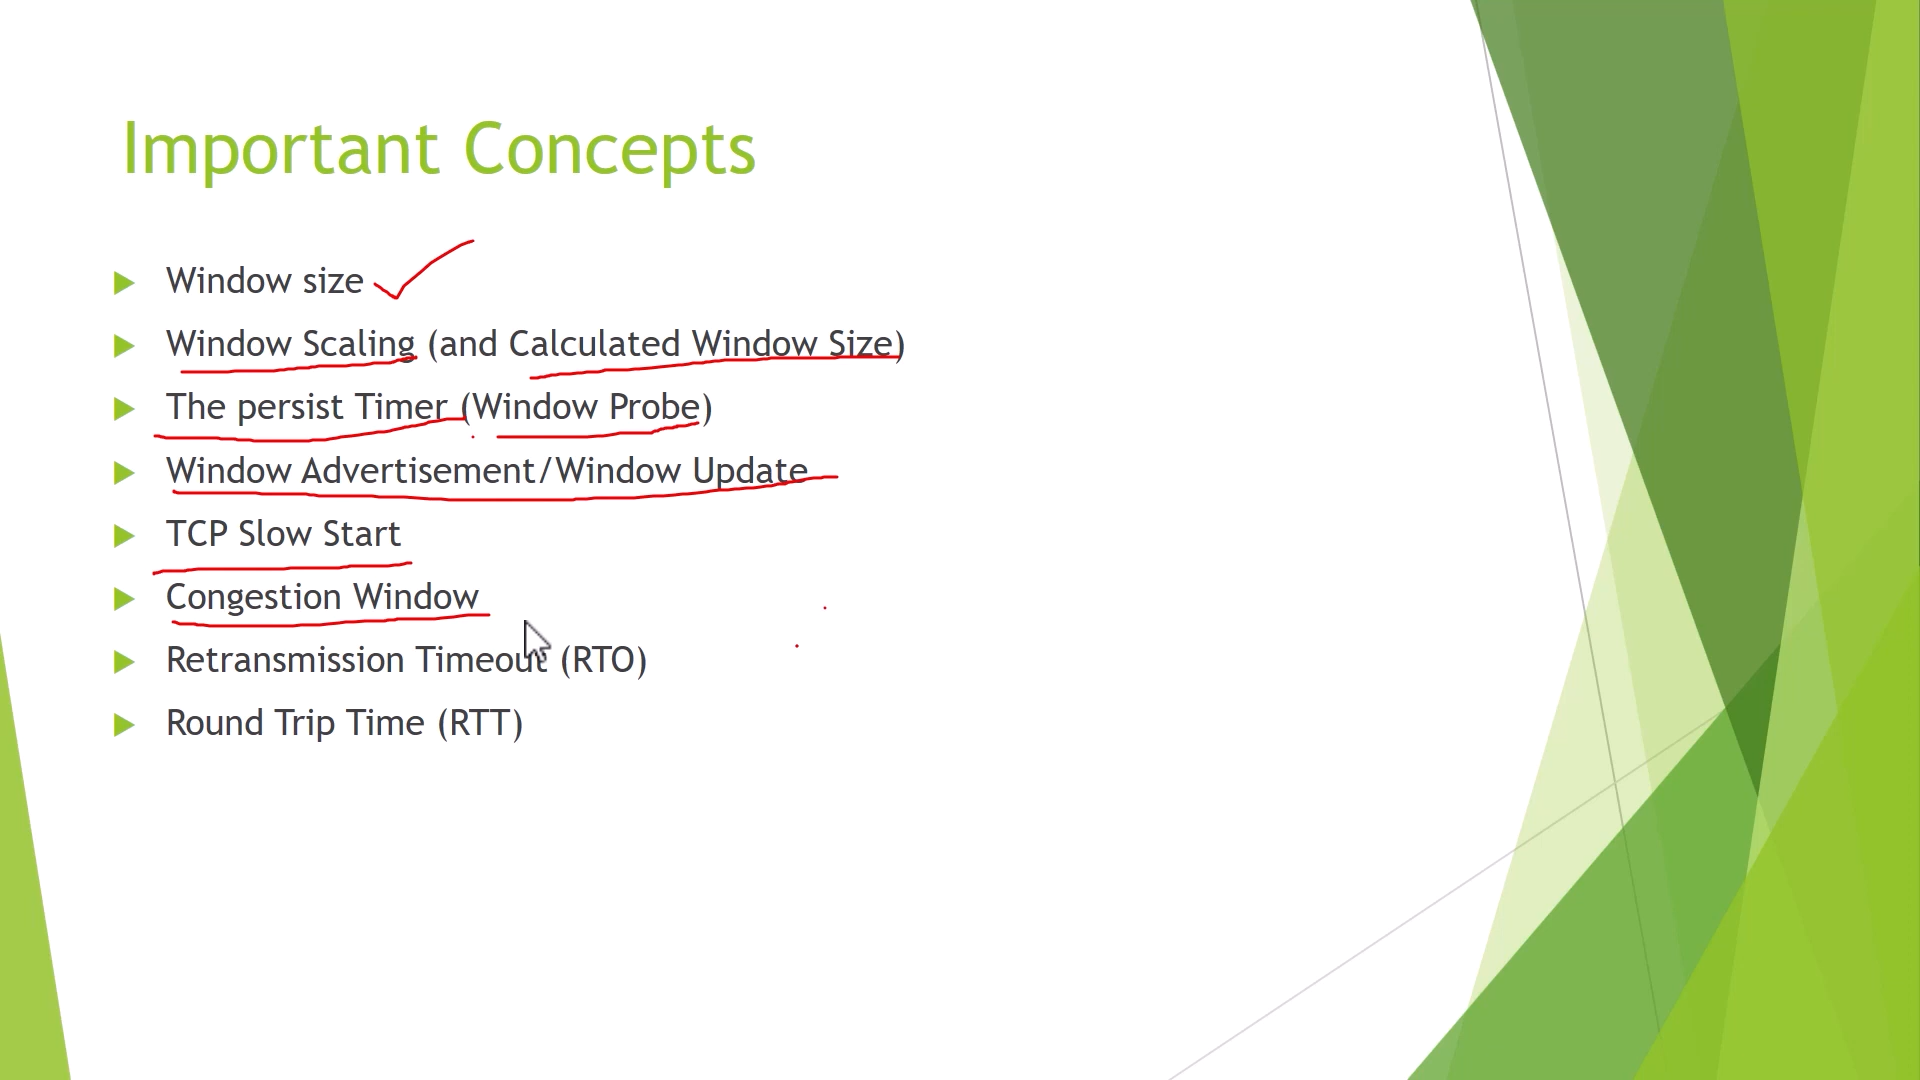 Important Concepts
Window size
Window Scaling (and Calculated Window Size)
The persist Timer (Window Probe)
Window Advertisement/Window Update
TCP Slow Start
Congestion Window
Retransmission Timeout (RTO)
Round Trip Time (RTT)